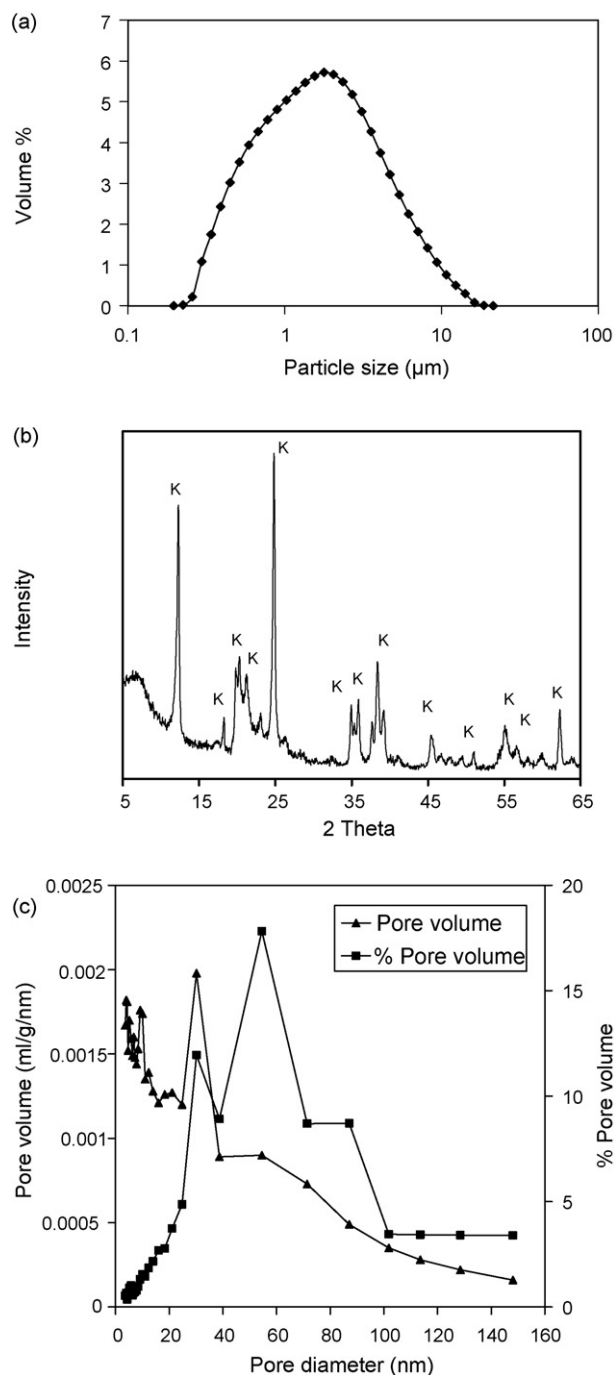 (a)
7
6
5
4
3
2
1
0
Volume %
0.1 1 10 100
Particle size (µm)
(b)
K
K
K
K
K
K
K
K
K
K
K
K
K
Intensity
5 15 25 35 45 55 65
2 Theta
(c)
0.0025
0.002
0.0015
0.001
0.0005
0
Pore volume (ml/g/nm)
Pore volume
% Pore volume
20
15
10
5
0
% Pore volume
0 20 40 60 80 100 120 140 160
Pore diameter (nm)